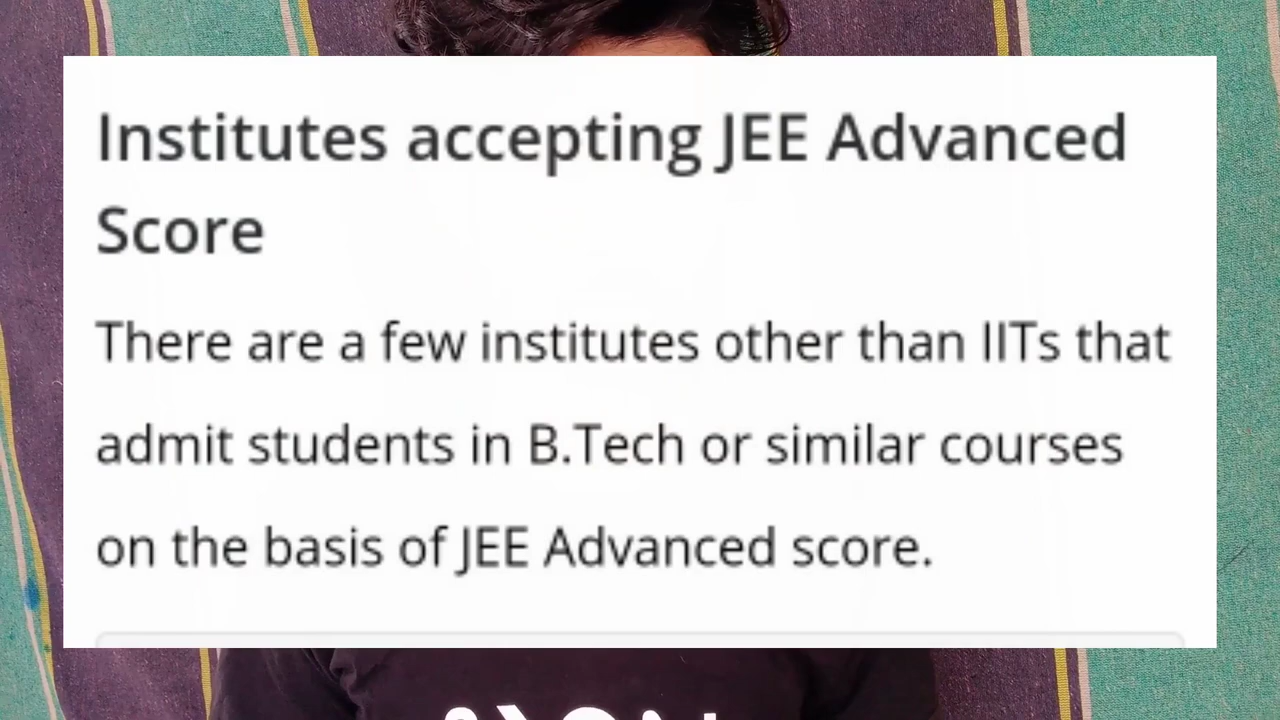 Institutes accepting JEE Advanced
Score
There are a few institutes other than IITs that
admit students in B.Tech or similar courses
on the basis of JEE Advanced score.